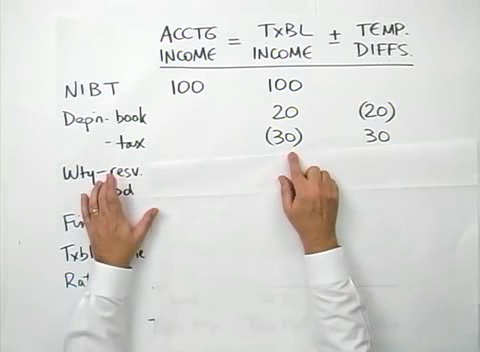 ACCTG INCOME = TXBL INCOME ± TEMP. DIFFS.
NIBT 100 100
Dep'n - book 20 (20)
- tax (30) 30
Wty - resv.